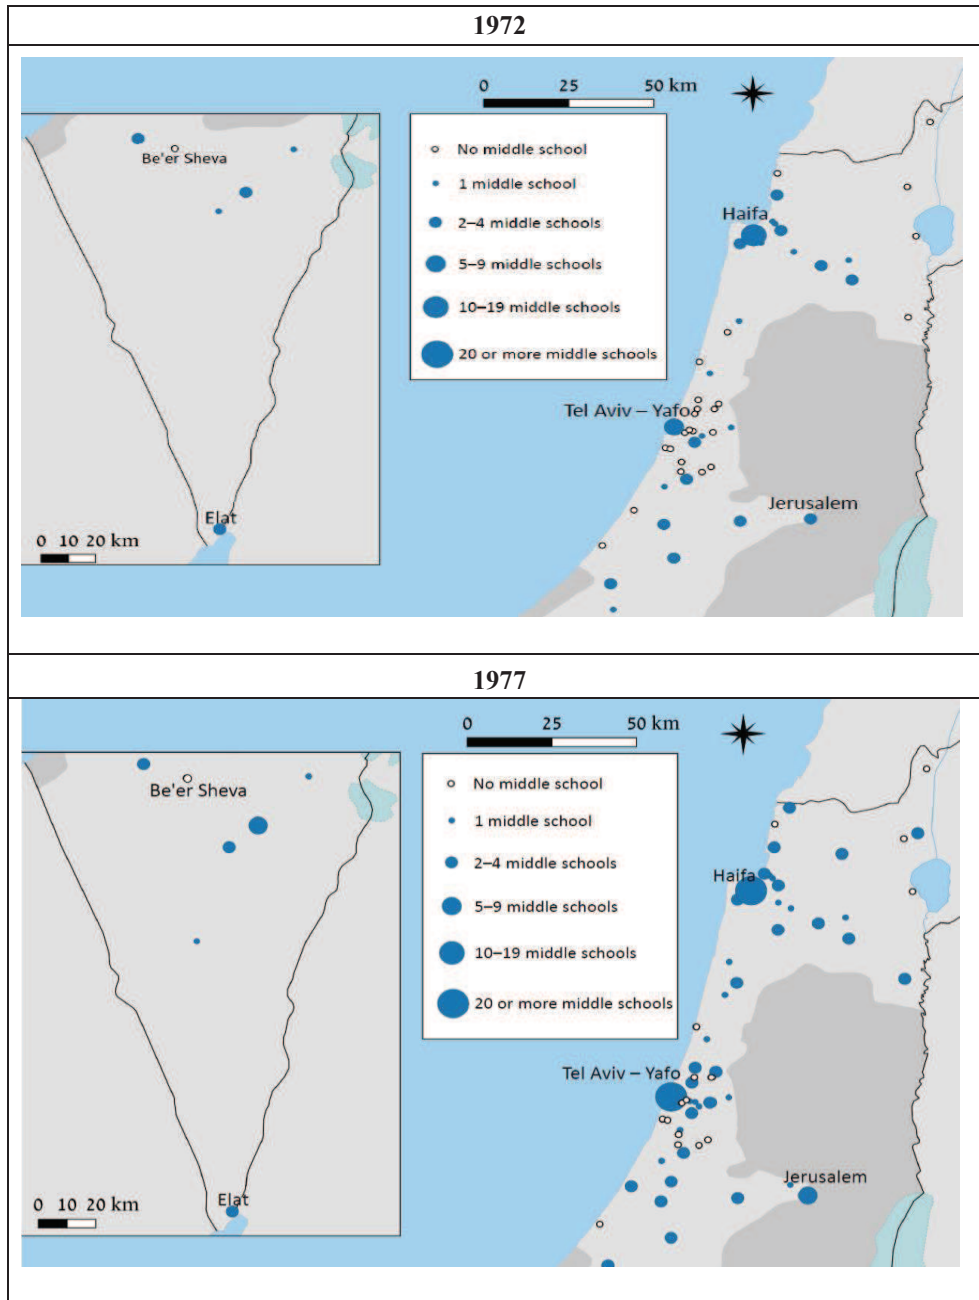 1972
0 25 50 km
No middle school
1 middle school
2–4 middle schools
5–9 middle schools
10–19 middle schools
20 or more middle schools
Be'er Sheva
Haifa
Tel Aviv – Yafo
Jerusalem
Elat
0 10 20 km
1977
0 25 50 km
No middle school
1 middle school
2–4 middle schools
5–9 middle schools
10–19 middle schools
20 or more middle schools
Be'er Sheva
Haifa
Tel Aviv – Yafo
Jerusalem
Elat
0 10 20 km